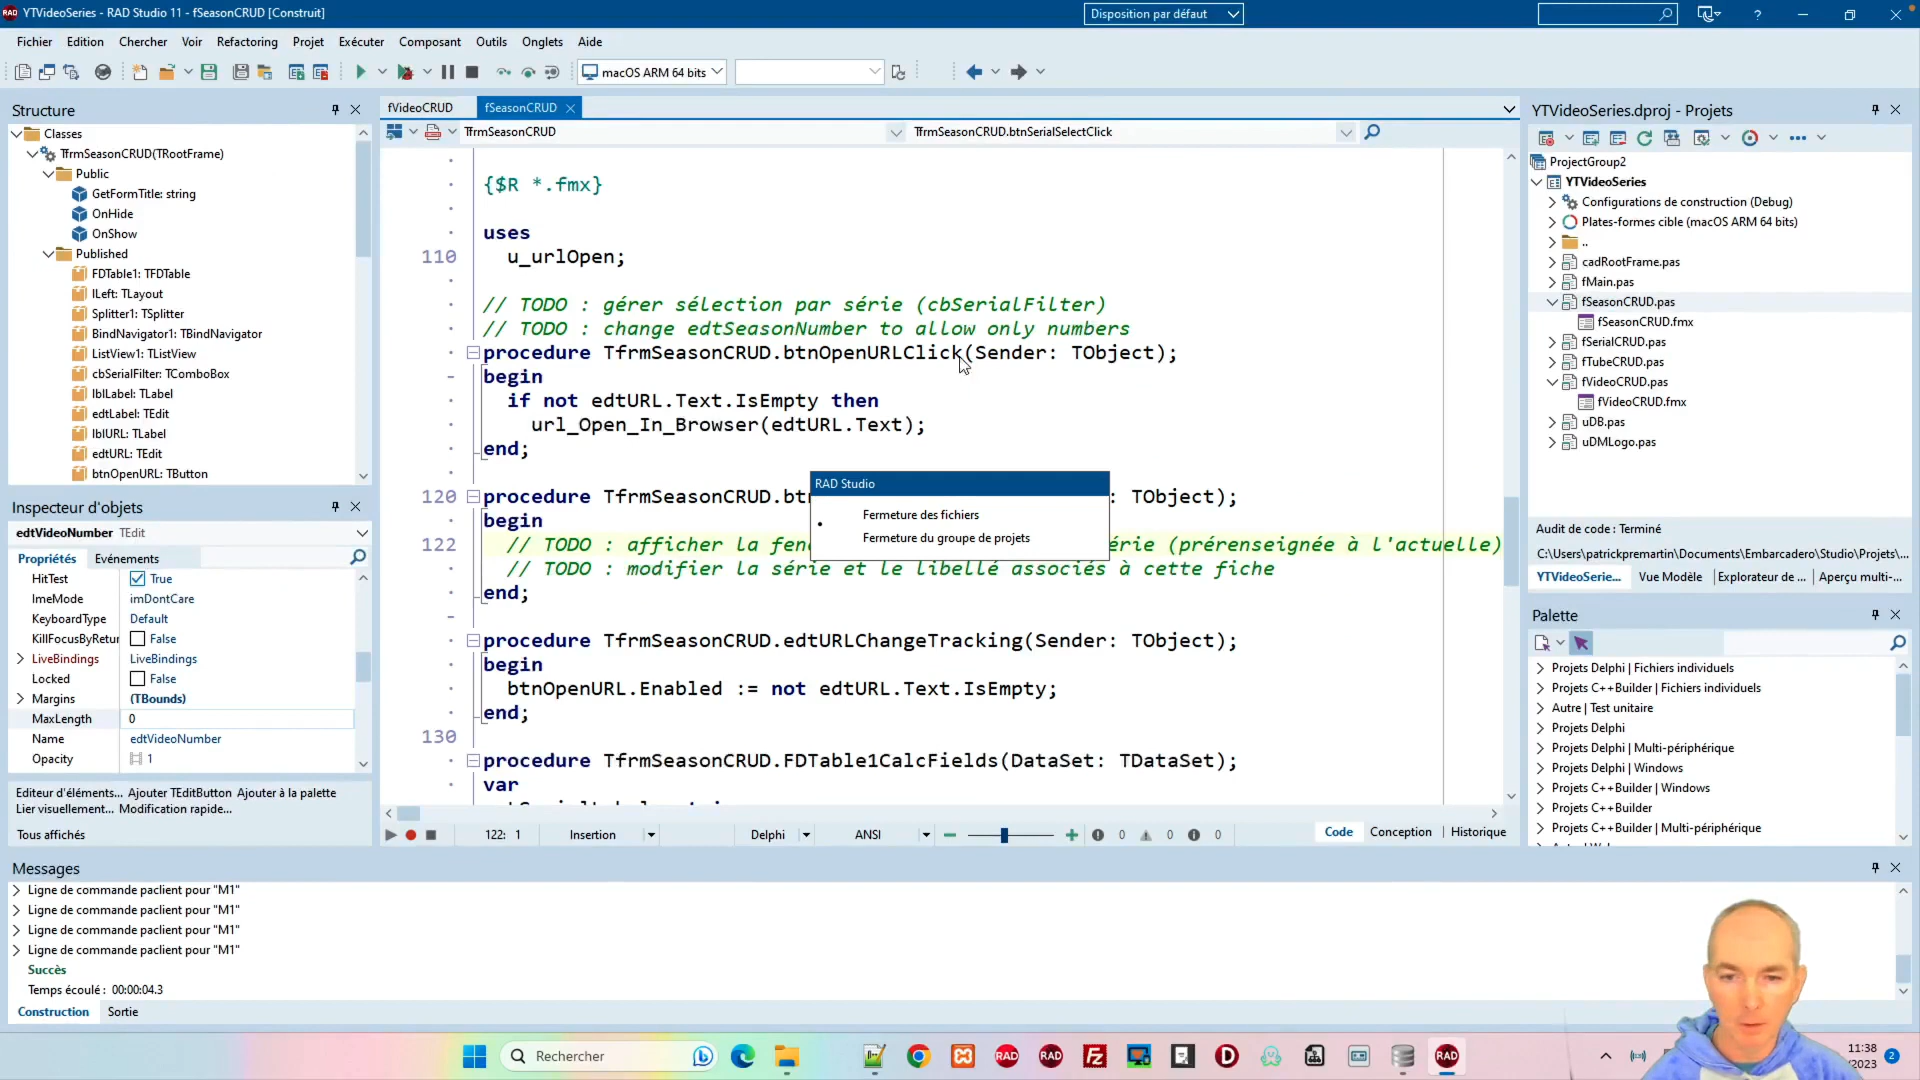 YTVideoSeries - RAD Studio 11 - fSeasonCRUD [Construit]
Disposition par défaut
Fichier Edition Chercher Voir Refactoring Projet Exécuter Composant Outils Onglets Aide
macOS ARM 64 bits
Structure
Classes
TfrmSeasonCRUD(TRootFrame)
Public
GetFormTitle: string
OnHide
OnShow
Published
FDTable1: TFDTable
lLeft: TLayout
Splitter1: TSplitter
BindNavigator1: TBindNavigator
ListView1: TListView
cbSerialFilter: TComboBox
lblLabel: TLabel
edtLabel: TEdit
lblURL: TLabel
edtURL: TEdit
btnOpenURL: TButton
Inspecteur d'objets
edtVideoNumber TEdit
Propriétés Evénements
HitTest True
ImeMode imDontCare
KeyboardType Default
KillFocusByRetur False
LiveBindings LiveBindings
Locked False
Margins (TBounds)
MaxLength 0
Name edtVideoNumber
Opacity 1
Editeur d'éléments... Ajouter TEditButton Ajouter à la palette
Lier visuellement... Modification rapide...
Tous affichés
fVideoCRUD fSeasonCRUD
TfrmSeasonCRUD TfrmSeasonCRUD.btnSerialSelectClick
{$R *.fmx}
uses
110 u_urlOpen;
// TODO : gérer sélection par série (cbSerialFilter)
// TODO : change edtSeasonNumber to allow only numbers
procedure TfrmSeasonCRUD.btnOpenURLClick(Sender: TObject);
begin
if not edtURL.Text.IsEmpty then
url_Open_In_Browser(edtURL.Text);
end;
120 procedure TfrmSeasonCRUD.btn : TObject);
begin
122 // TODO : afficher la fen érie (prérenseignée à l'actuelle)
// TODO : modifier la série et le libellé associés à cette fiche
end;
procedure TfrmSeasonCRUD.edtURLChangeTracking(Sender: TObject);
begin
btnOpenURL.Enabled := not edtURL.Text.IsEmpty;
end;
130
procedure TfrmSeasonCRUD.FDTable1CalcFields(DataSet: TDataSet);
var
RAD Studio
Fermeture des fichiers
Fermeture du groupe de projets
122: 1 Insertion Delphi ANSI 0 0 0 Code Conception Historique
YTVideoSeries.dproj - Projets
ProjectGroup2
YTVideoSeries
Configurations de construction (Debug)
Plates-formes cible (macOS ARM 64 bits)
..
cadRootFrame.pas
fMain.pas
fSeasonCRUD.pas
fSeasonCRUD.fmx
fSerialCRUD.pas
fTubeCRUD.pas
fVideoCRUD.pas
fVideoCRUD.fmx
uDB.pas
uDMLogo.pas
Audit de code : Terminé
C:\Users\patrickpremartin\Documents\Embarcadero\Studio\Projets\...
YTVideoSerie... Vue Modèle Explorateur de ... Aperçu multi-...
Palette
Projets Delphi | Fichiers individuels
Projets C++Builder | Fichiers individuels
Autre | Test unitaire
Projets Delphi
Projets Delphi | Multi-périphérique
Projets Delphi | Windows
Projets C++Builder | Windows
Projets C++Builder
Projets C++Builder | Multi-périphérique
Messages
Ligne de commande paclient pour "M1"
Ligne de commande paclient pour "M1"
Ligne de commande paclient pour "M1"
Ligne de commande paclient pour "M1"
Succès
Temps écoulé : 00:00:04.3
Construction Sortie
Rechercher
RAD RAD RAD
11:38
/2023
2